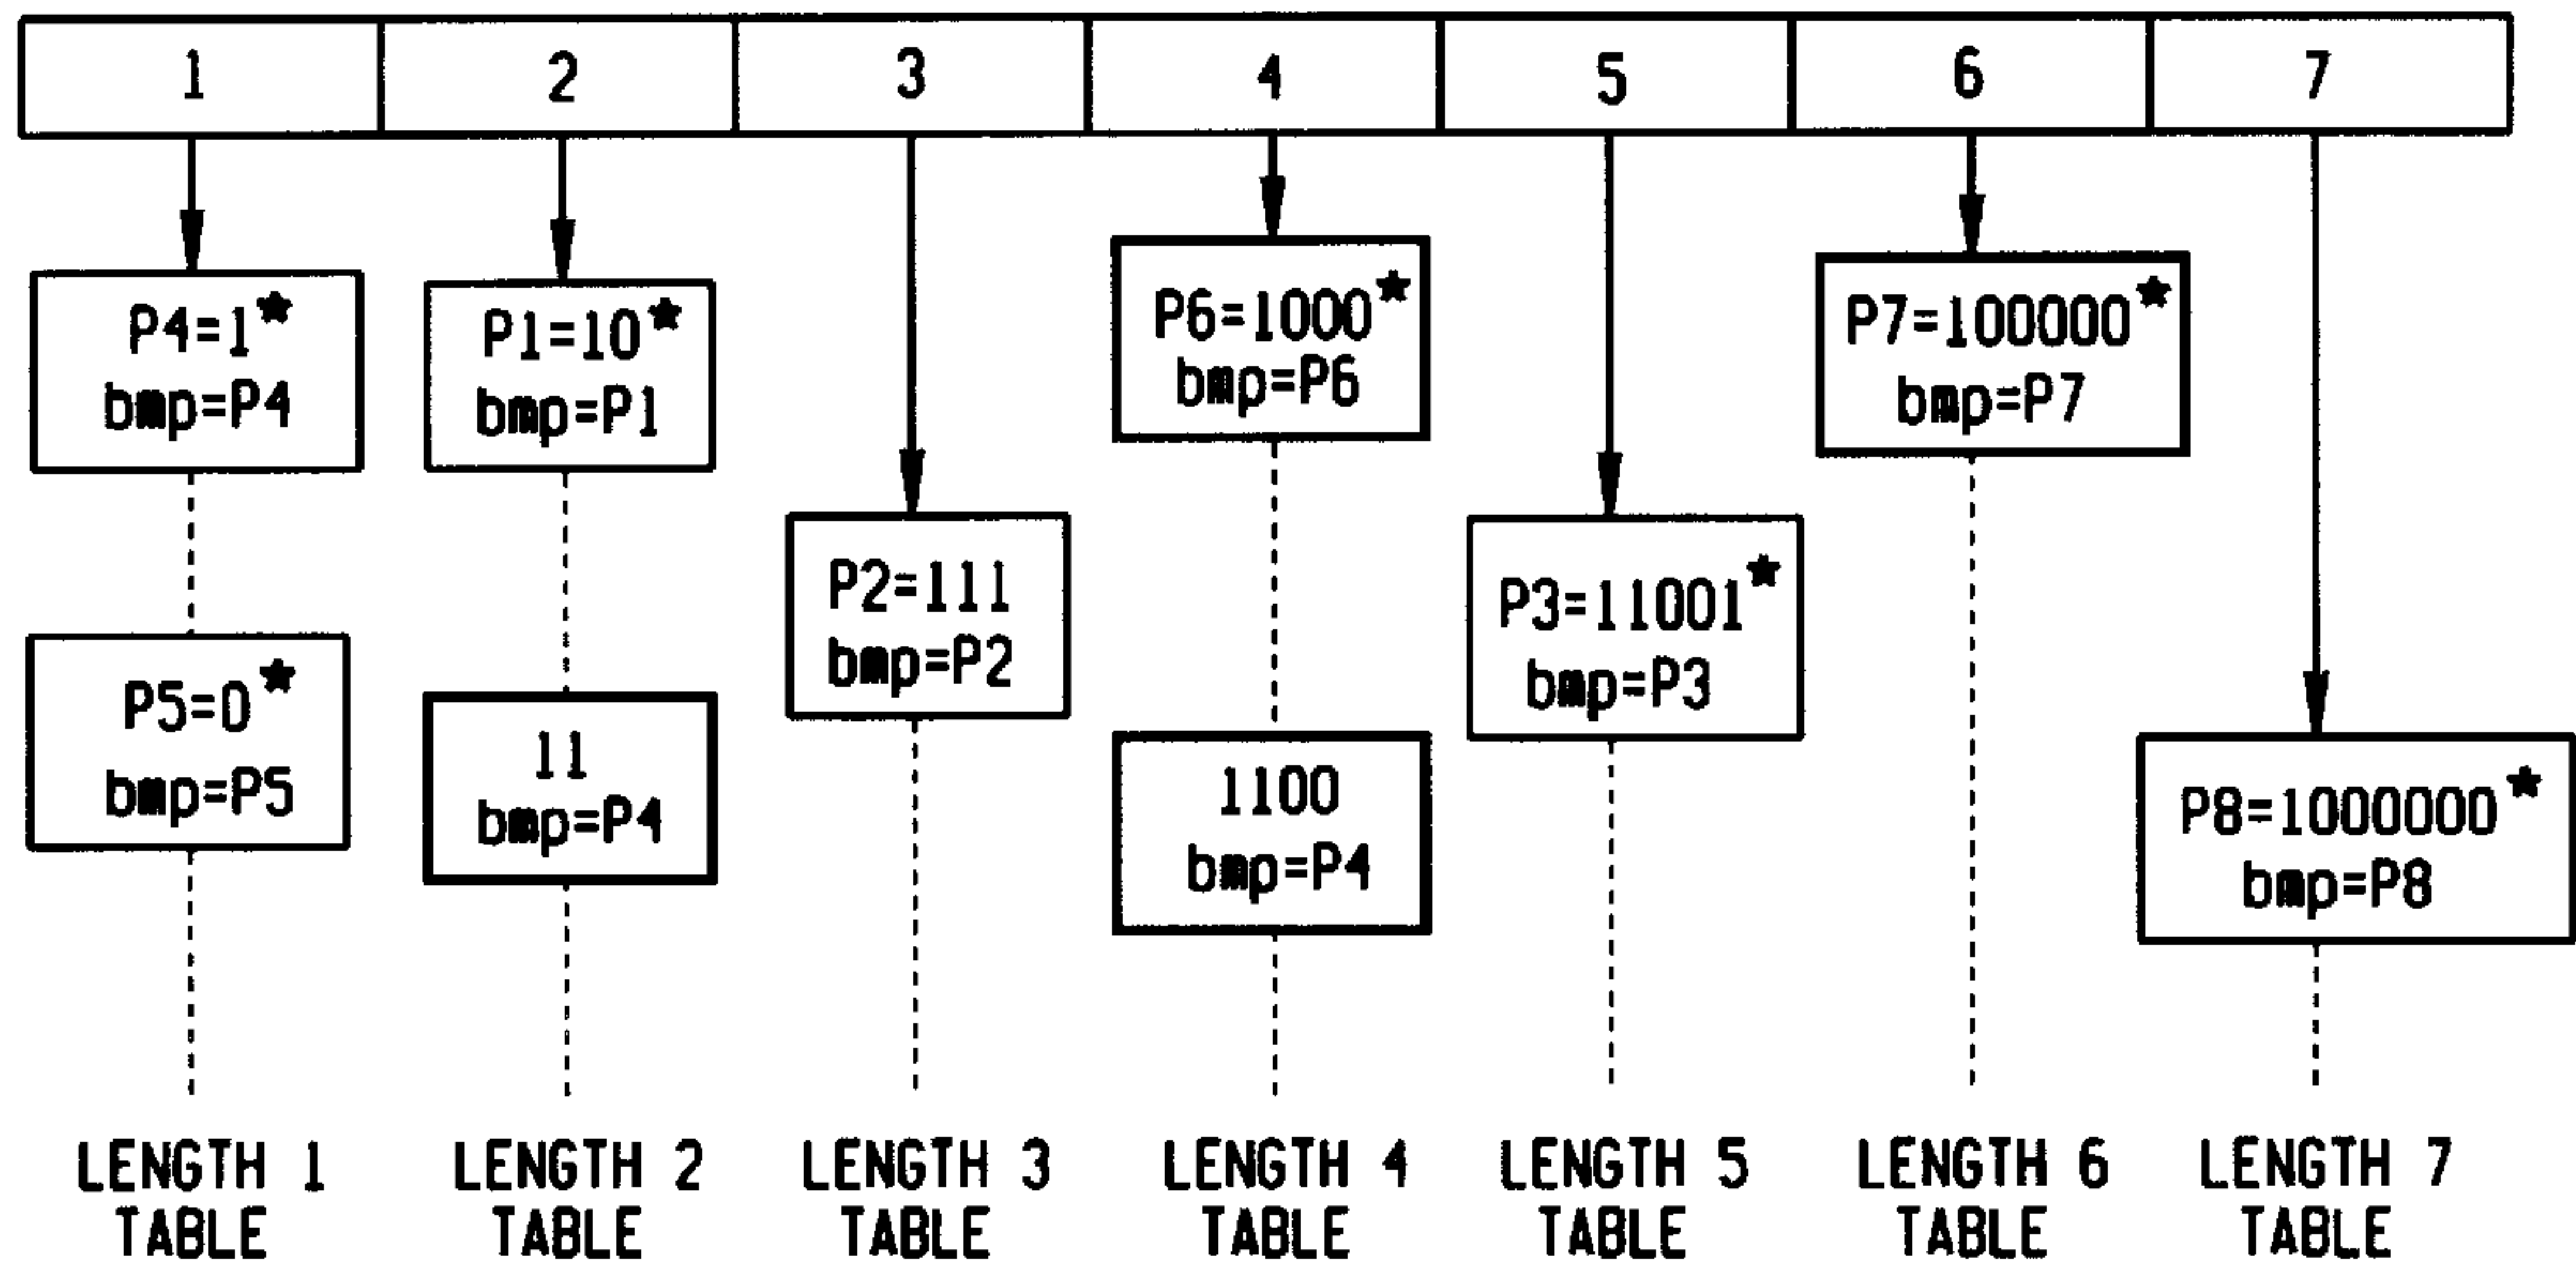 1 2 3 4 5 6 7
P4=1★
bmp=P4
P5=0★
bmp=P5
P1=10★
bmp=P1
11
bmp=P4
P2=111
bmp=P2
P6=1000★
bmp=P6
1100
bmp=P4
P3=11001★
bmp=P3
P7=100000★
bmp=P7
P8=1000000★
bmp=P8
LENGTH 1
TABLE
LENGTH 2
TABLE
LENGTH 3
TABLE
LENGTH 4
TABLE
LENGTH 5
TABLE
LENGTH 6
TABLE
LENGTH 7
TABLE